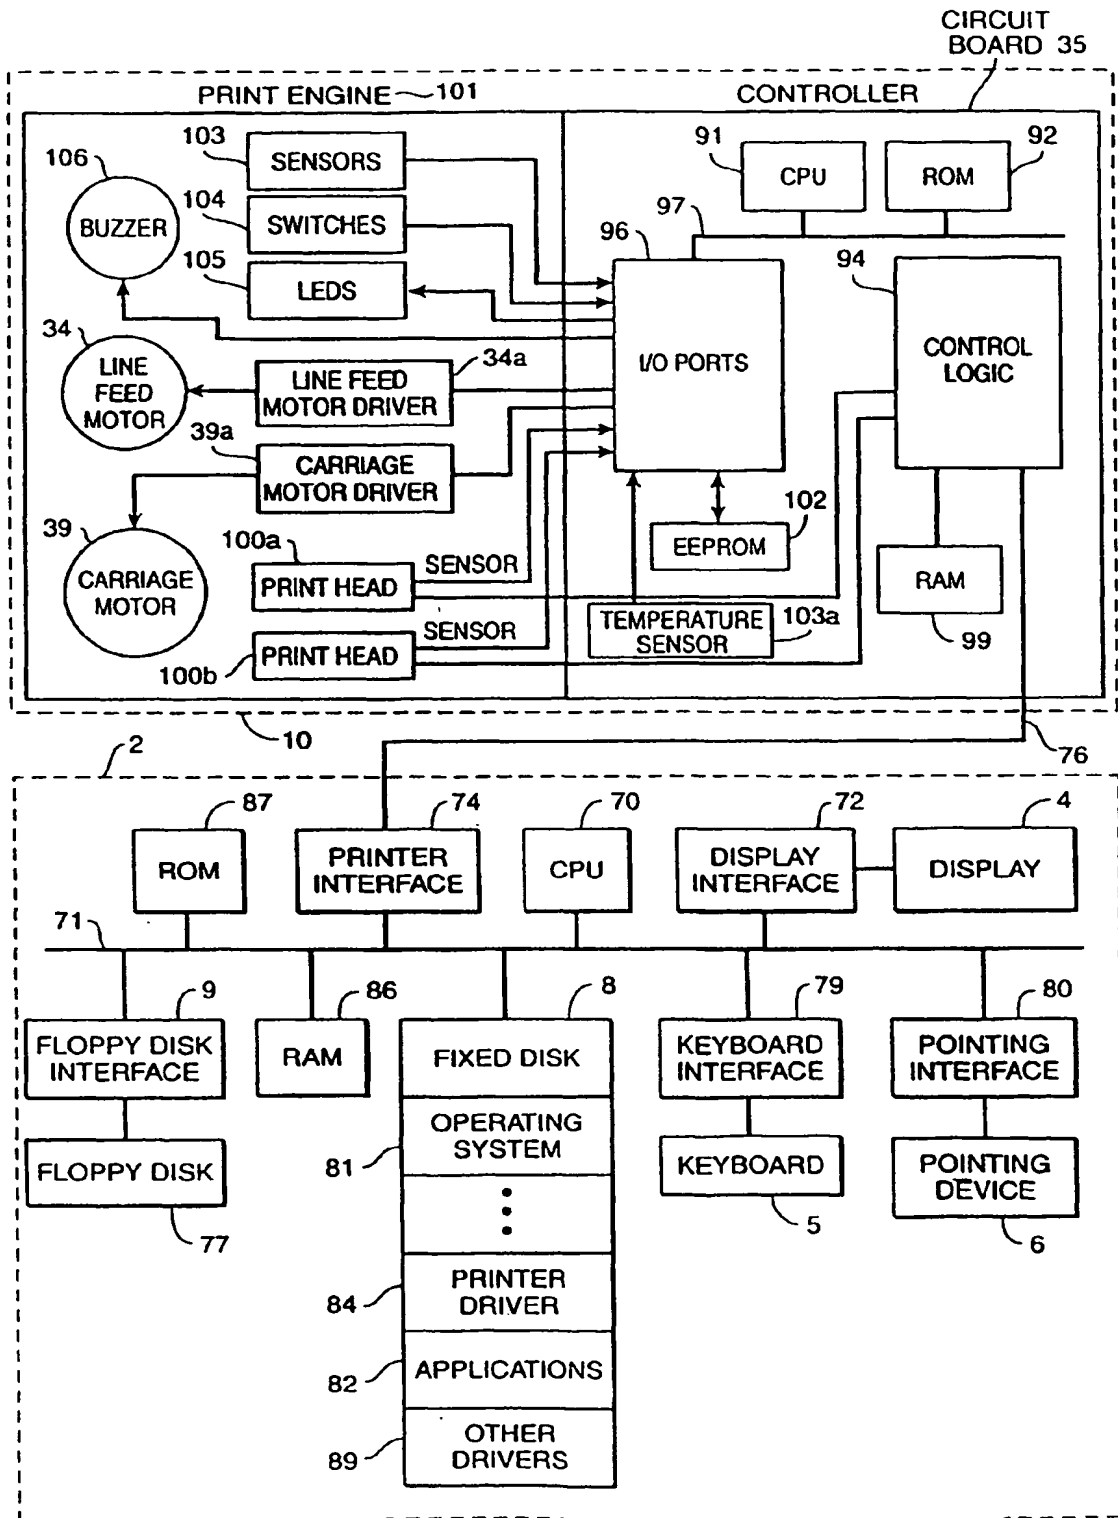 CIRCUIT
BOARD 35
PRINT ENGINE 101
CONTROLLER
103
SENSORS
106
BUZZER
104
SWITCHES
105
LEDS
91
CPU
92
ROM
97
96
I/O PORTS
94
CONTROL
LOGIC
34
LINE
FEED
MOTOR
LINE FEED
MOTOR DRIVER
34a
39a
CARRIAGE
MOTOR DRIVER
39
CARRIAGE
MOTOR
100a
PRINT HEAD
SENSOR
100b
PRINT HEAD
SENSOR
EEPROM
102
TEMPERATURE
SENSOR
103a
RAM
99
10
76
2
87
ROM
74
PRINTER
INTERFACE
70
CPU
72
DISPLAY
INTERFACE
4
DISPLAY
71
9
FLOPPY DISK
INTERFACE
86
RAM
8
FIXED DISK
79
KEYBOARD
INTERFACE
80
POINTING
INTERFACE
FLOPPY DISK
77
OPERATING
SYSTEM
81
KEYBOARD
5
POINTING
DEVICE
6
PRINTER
DRIVER
84
APPLICATIONS
82
OTHER
DRIVERS
89